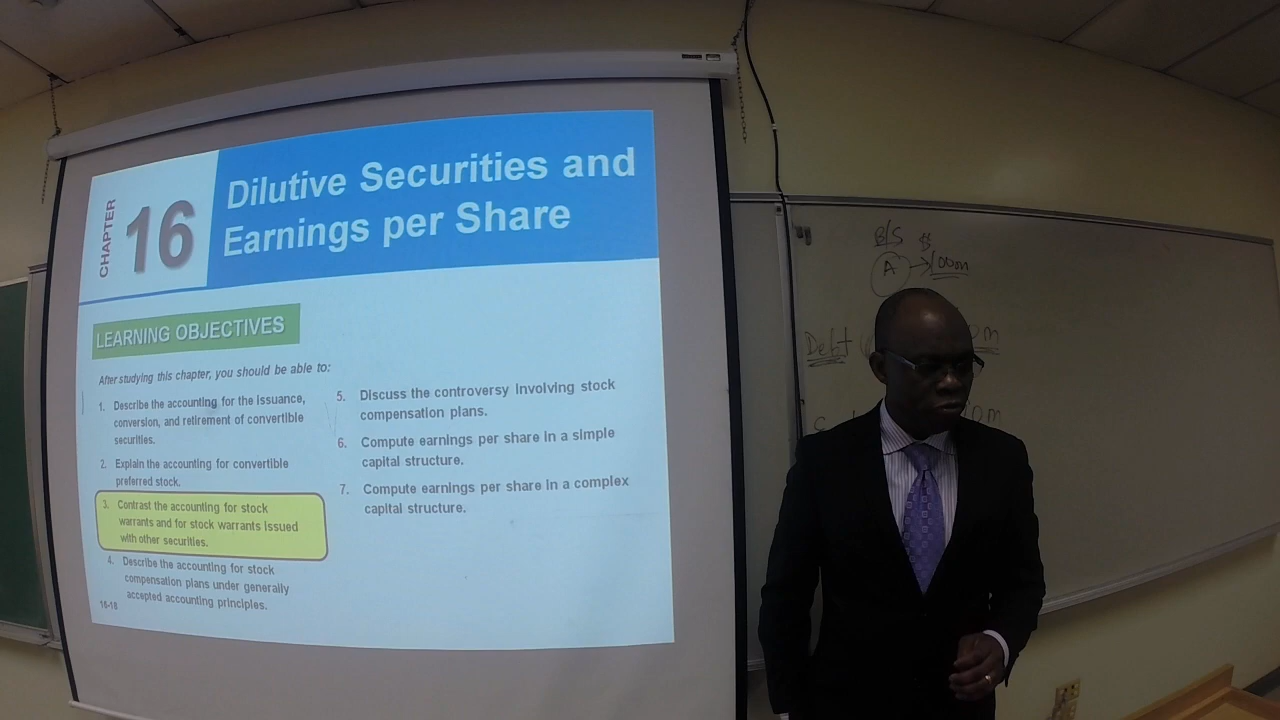 CHAPTER
16
Dilutive Securities and
Earnings per Share
LEARNING OBJECTIVES
After studying this chapter, you should be able to:
1. Describe the accounting for the issuance,
conversion, and retirement of convertible
securities.
2. Explain the accounting for convertible
preferred stock.
3. Contrast the accounting for stock
warrants and for stock warrants issued
with other securities.
4. Describe the accounting for stock
compensation plans under generally
accepted accounting principles.
5. Discuss the controversy involving stock
compensation plans.
6. Compute earnings per share in a simple
capital structure.
7. Compute earnings per share in a complex
capital structure.
16-18
B/S $
A → 100m
Debt